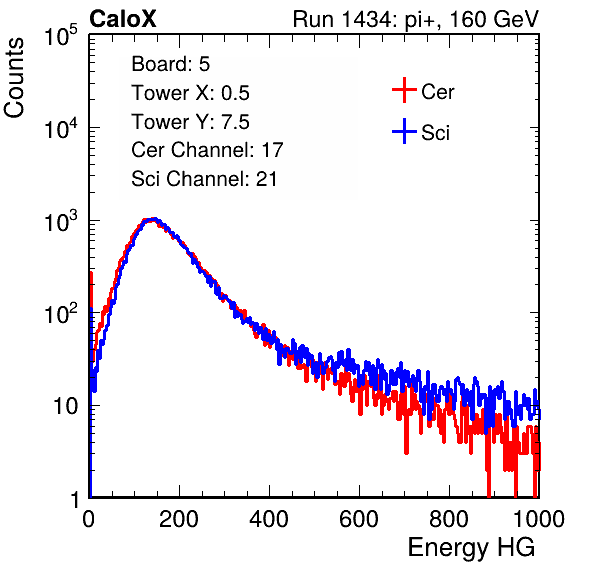 CaloX Run 1434: pi+, 160 GeV
Counts
10^5
10^4
10^3
10^2
10
1
Board: 5
Tower X: 0.5
Tower Y: 7.5
Cer Channel: 17
Sci Channel: 21
Cer
Sci
0 200 400 600 800 1000
Energy HG